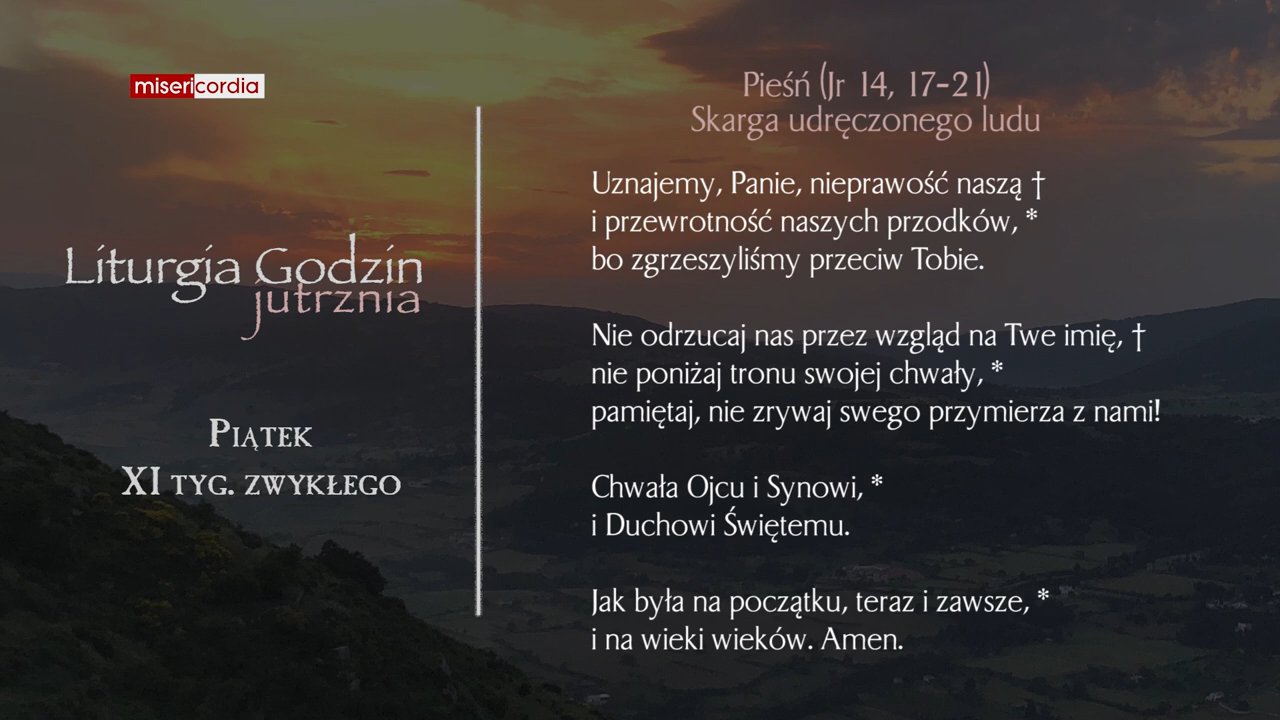 misericordia
Liturgia Godzin
jutrznia
Piątek
XI tyg. zwykłego
Pieśń (Jr 14, 17-21)
Skarga udręczonego ludu
Uznajemy, Panie, nieprawość naszą †
i przewrotność naszych przodków, *
bo zgrzeszyliśmy przeciw Tobie.
Nie odrzucaj nas przez wzgląd na Twe imię, †
nie poniżaj tronu swojej chwały, *
pamiętaj, nie zrywaj swego przymierza z nami!
Chwała Ojcu i Synowi, *
i Duchowi Świętemu.
Jak była na początku, teraz i zawsze, *
i na wieki wieków. Amen.